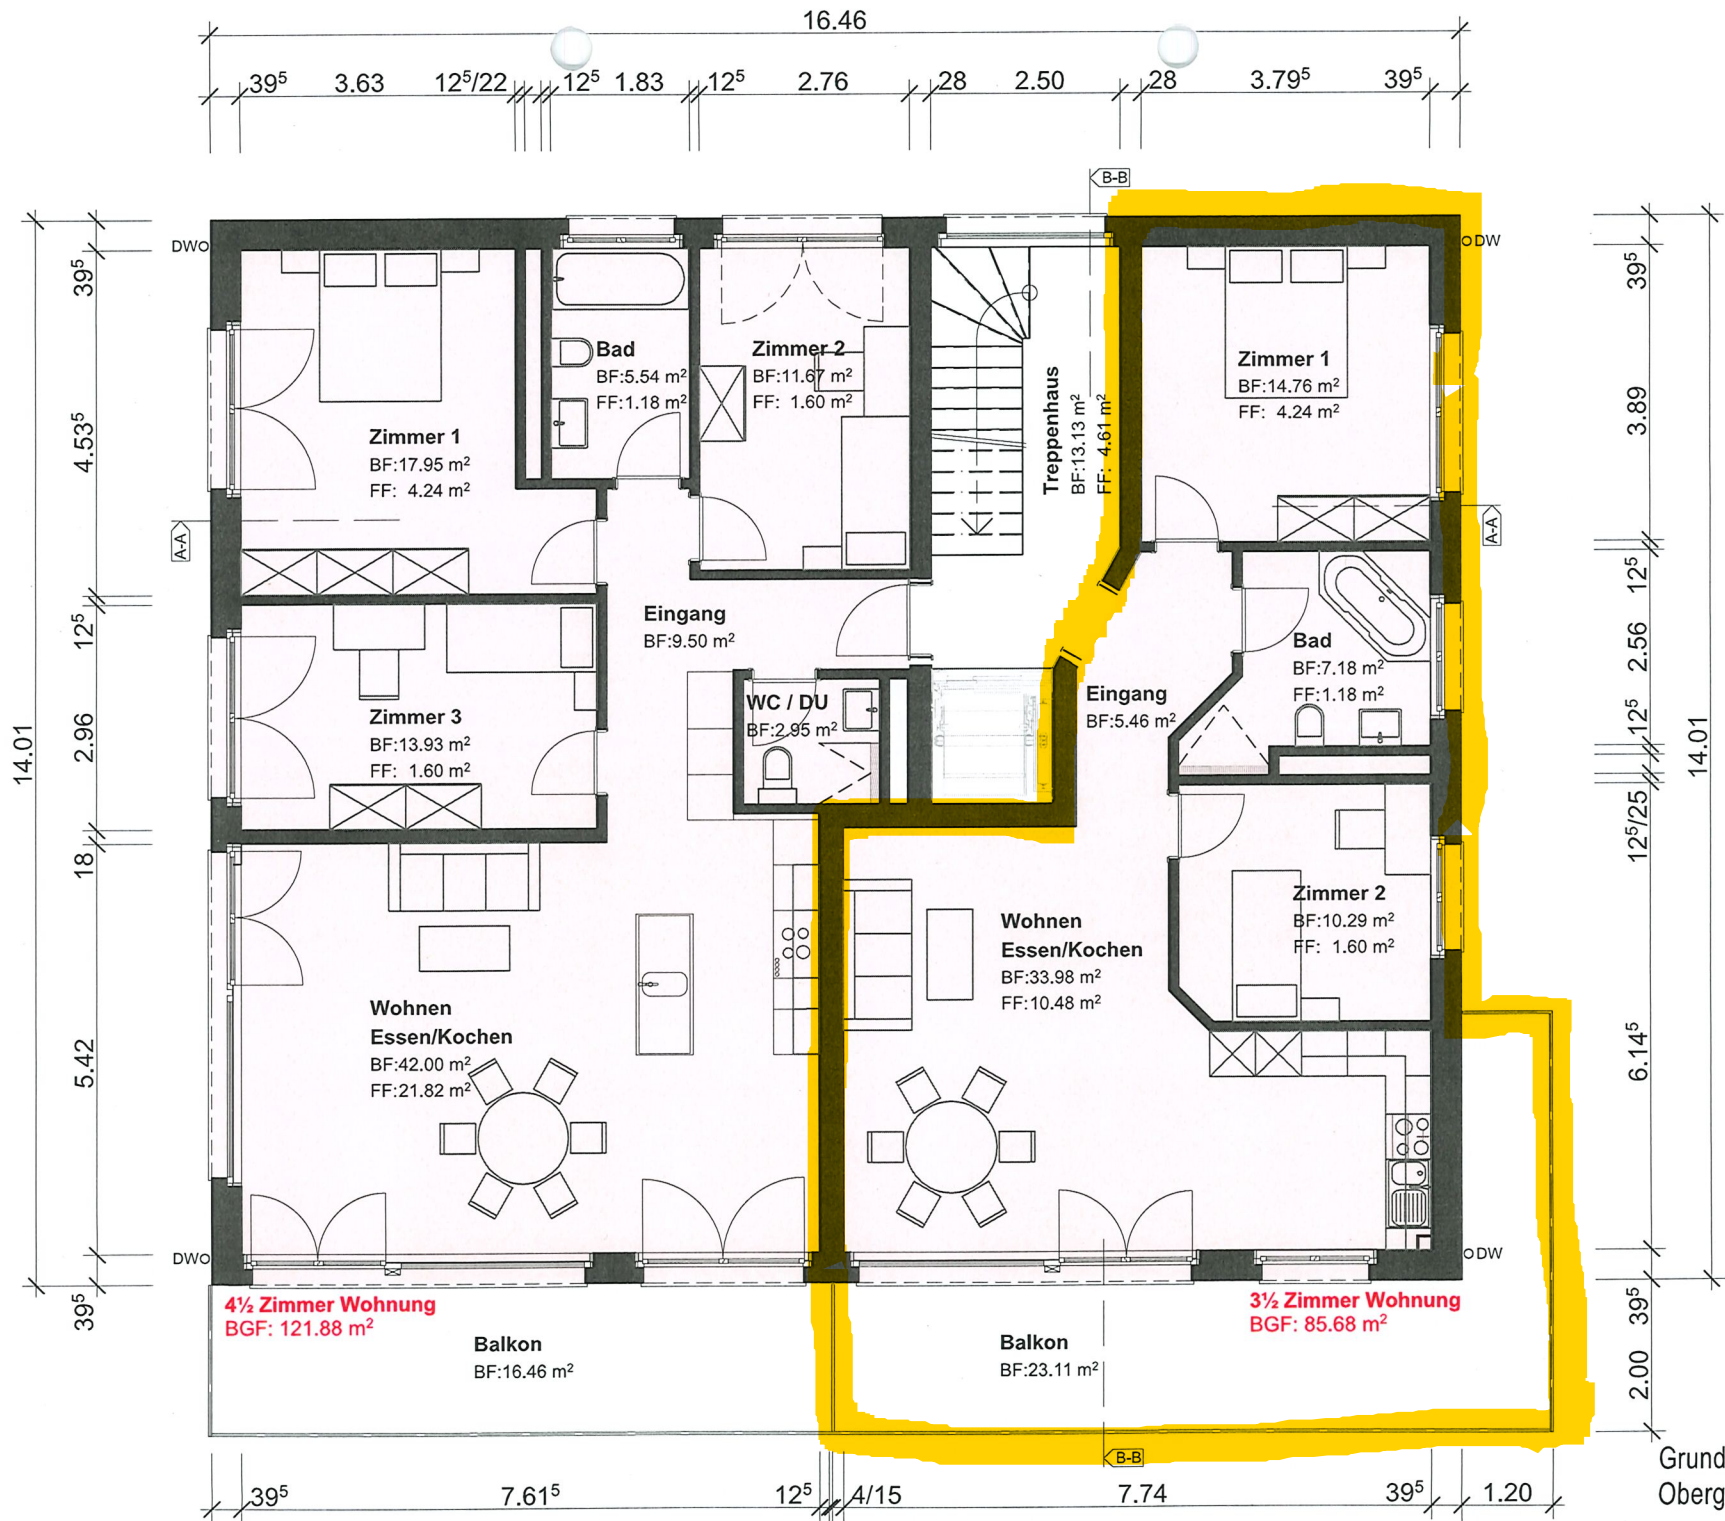 16.46
39⁵ 3.63 12⁵/22 12⁵ 1.83 12⁵ 2.76 28 2.50 28 3.79⁵ 39⁵
B-B
DW
DW
14.01
39⁵
4.53⁵
12⁵
2.96
18
5.42
39⁵
A-A
Zimmer 1
BF:17.95 m²
FF: 4.24 m²
Bad
BF:5.54 m²
FF:1.18 m²
Zimmer 2
BF:11.67 m²
FF: 1.60 m²
Treppenhaus
BF:13.13 m²
FF: 4.61 m²
Zimmer 1
BF:14.76 m²
FF: 4.24 m²
A-A
39⁵
3.89
12⁵
2.56
12⁵
12⁵/25
6.14⁵
39⁵
2.00
14.01
Eingang
BF:9.50 m²
Zimmer 3
BF:13.93 m²
FF: 1.60 m²
WC / DU
BF:2.95 m²
Eingang
BF:5.46 m²
Bad
BF:7.18 m²
FF:1.18 m²
Zimmer 2
BF:10.29 m²
FF: 1.60 m²
Wohnen
Essen/Kochen
BF:42.00 m²
FF:21.82 m²
Wohnen
Essen/Kochen
BF:33.98 m²
FF:10.48 m²
DW
DW
4½ Zimmer Wohnung
BGF: 121.88 m²
3½ Zimmer Wohnung
BGF: 85.68 m²
Balkon
BF:16.46 m²
Balkon
BF:23.11 m²
B-B
Grund
Oberg
39⁵ 7.61⁵ 12⁵ 4/15 7.74 39⁵ 1.20